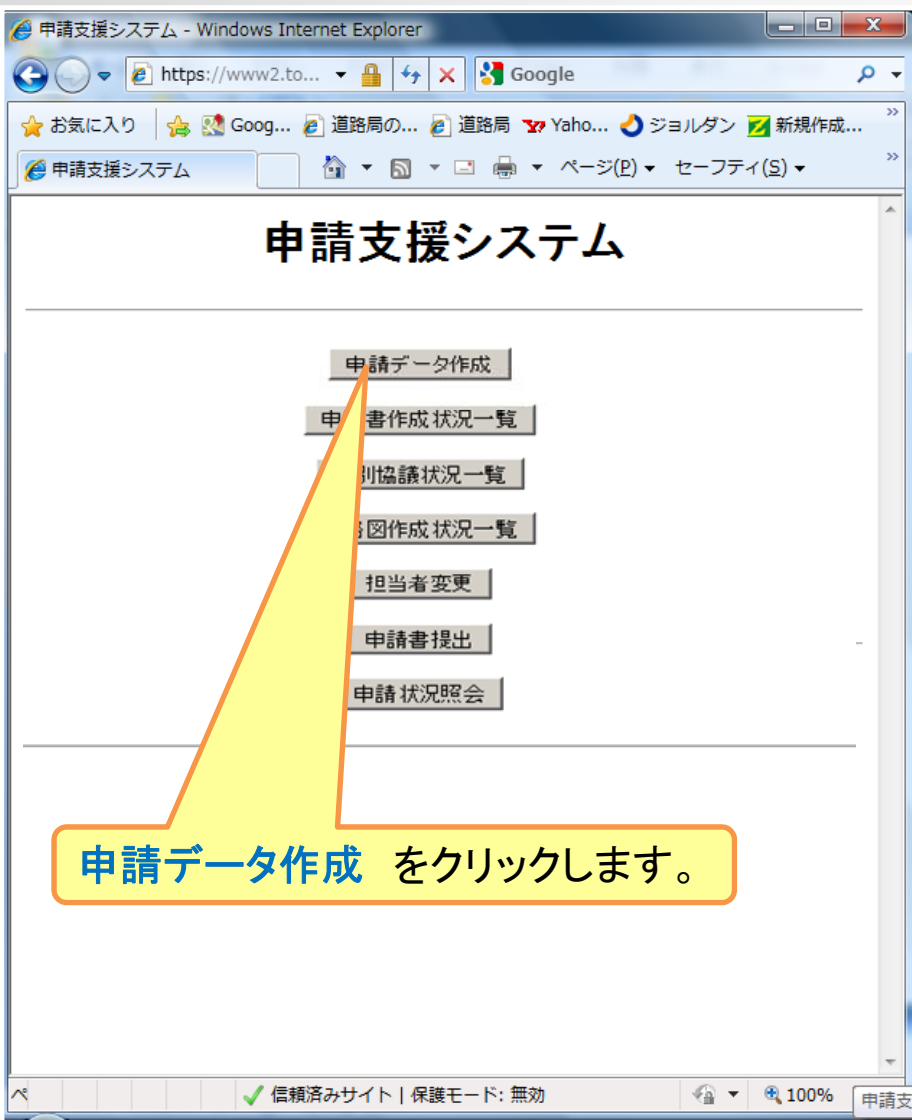 申請支援システム - Windows Internet Explorer
https://www2.to... Google
お気に入り Goog... 道路局の... 道路局 Yaho... ジョルダン 新規作成...
申請支援システム ページ(P) セーフティ(S)
申請支援システム
申請データ作成
申 書作成状況一覧
別協議状況一覧
図作成状況一覧
担当者変更
申請書提出
申請状況照会
申請データ作成 をクリックします。
ペ 信頼済みサイト | 保護モード: 無効 100% 申請支